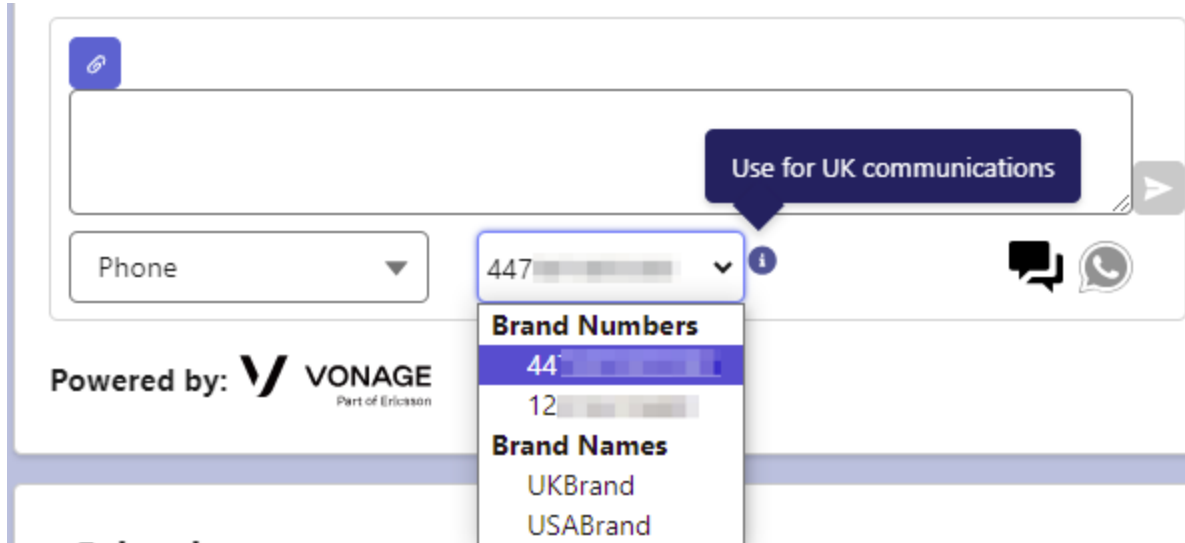 Use for UK communications
Phone
447
Brand Numbers
44
12
Powered by: VONAGE
Part of Ericsson
Brand Names
UKBrand
USABrand